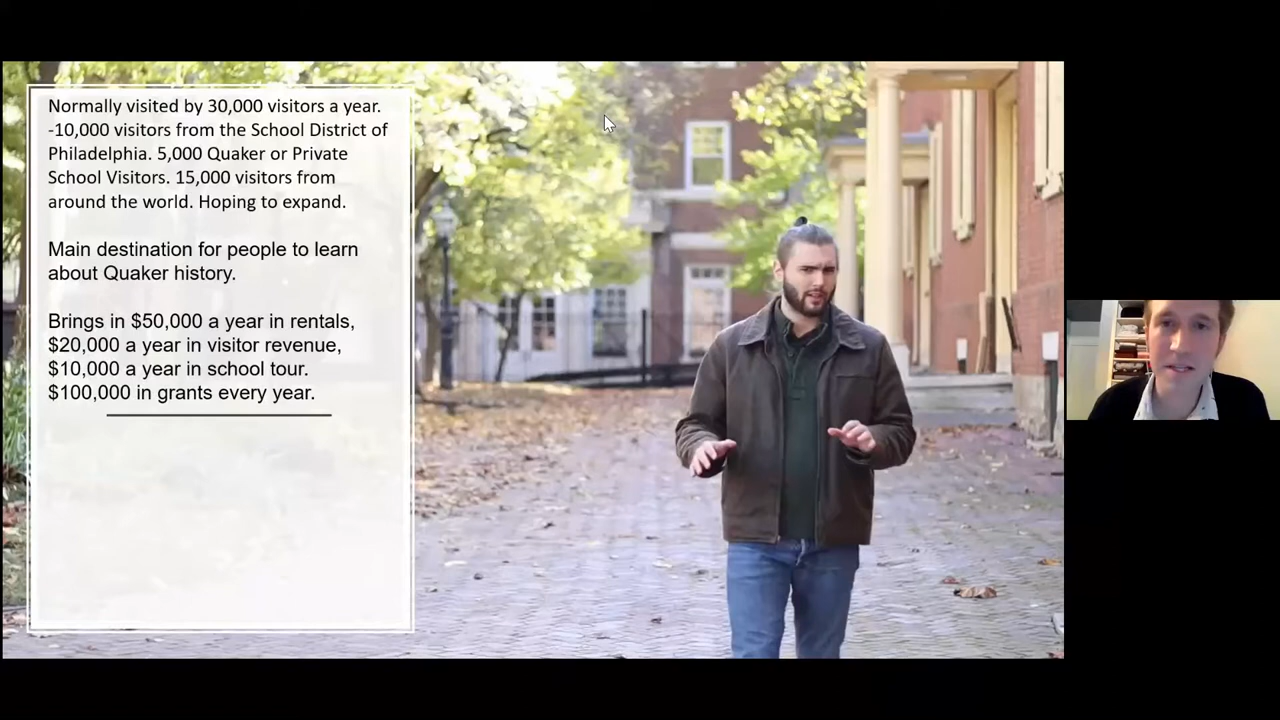 Normally visited by 30,000 visitors a year.
-10,000 visitors from the School District of
Philadelphia. 5,000 Quaker or Private
School Visitors. 15,000 visitors from
around the world. Hoping to expand.
Main destination for people to learn
about Quaker history.
Brings in $50,000 a year in rentals,
$20,000 a year in visitor revenue,
$10,000 a year in school tour.
$100,000 in grants every year.